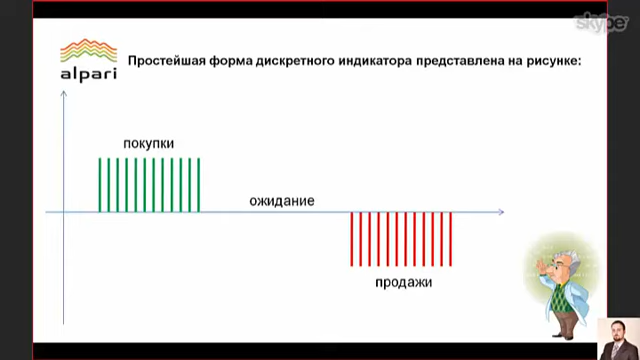 skype
alpari
Простейшая форма дискретного индикатора представлена на рисунке:
покупки
ожидание
продажи